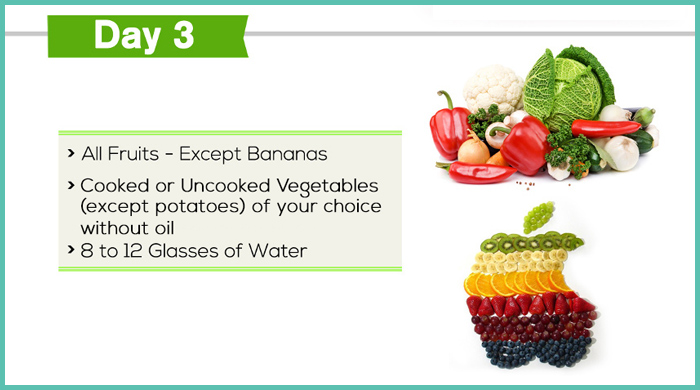 Day 3
> All Fruits - Except Bananas
> Cooked or Uncooked Vegetables
(except potatoes) of your choice
without oil
> 8 to 12 Glasses of Water